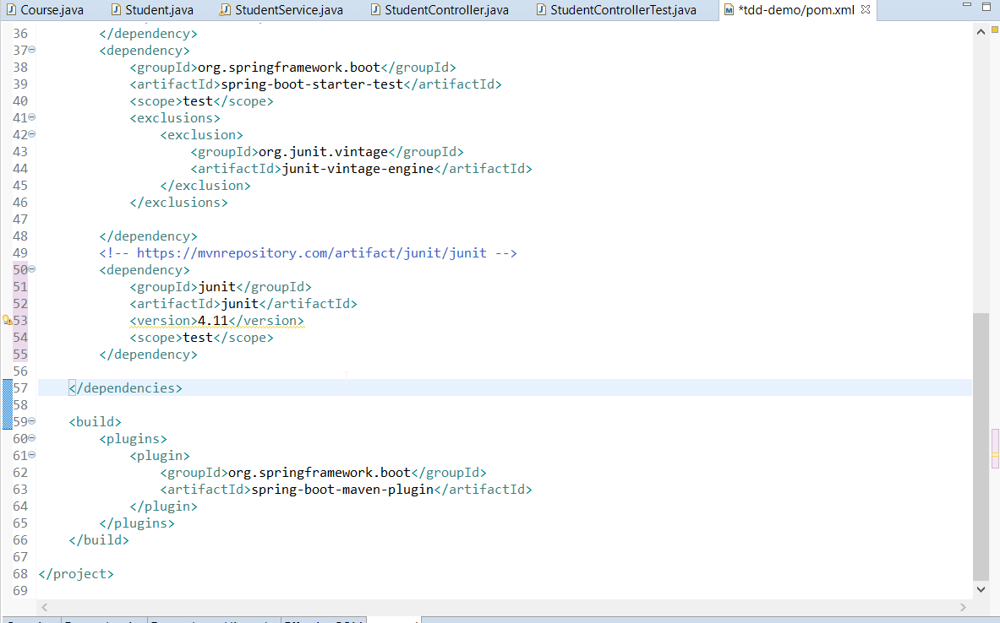 Course.java Student.java StudentService.java StudentController.java StudentControllerTest.java *tdd-demo/pom.xml
36 </dependency>
37 <dependency>
38 <groupId>org.springframework.boot</groupId>
39 <artifactId>spring-boot-starter-test</artifactId>
40 <scope>test</scope>
41 <exclusions>
42 <exclusion>
43 <groupId>org.junit.vintage</groupId>
44 <artifactId>junit-vintage-engine</artifactId>
45 </exclusion>
46 </exclusions>
47
48 </dependency>
49 <!-- https://mvnrepository.com/artifact/junit/junit -->
50 <dependency>
51 <groupId>junit</groupId>
52 <artifactId>junit</artifactId>
53 <version>4.11</version>
54 <scope>test</scope>
55 </dependency>
56
57 </dependencies>
58
59 <build>
60 <plugins>
61 <plugin>
62 <groupId>org.springframework.boot</groupId>
63 <artifactId>spring-boot-maven-plugin</artifactId>
64 </plugin>
65 </plugins>
66 </build>
67
68 </project>
69